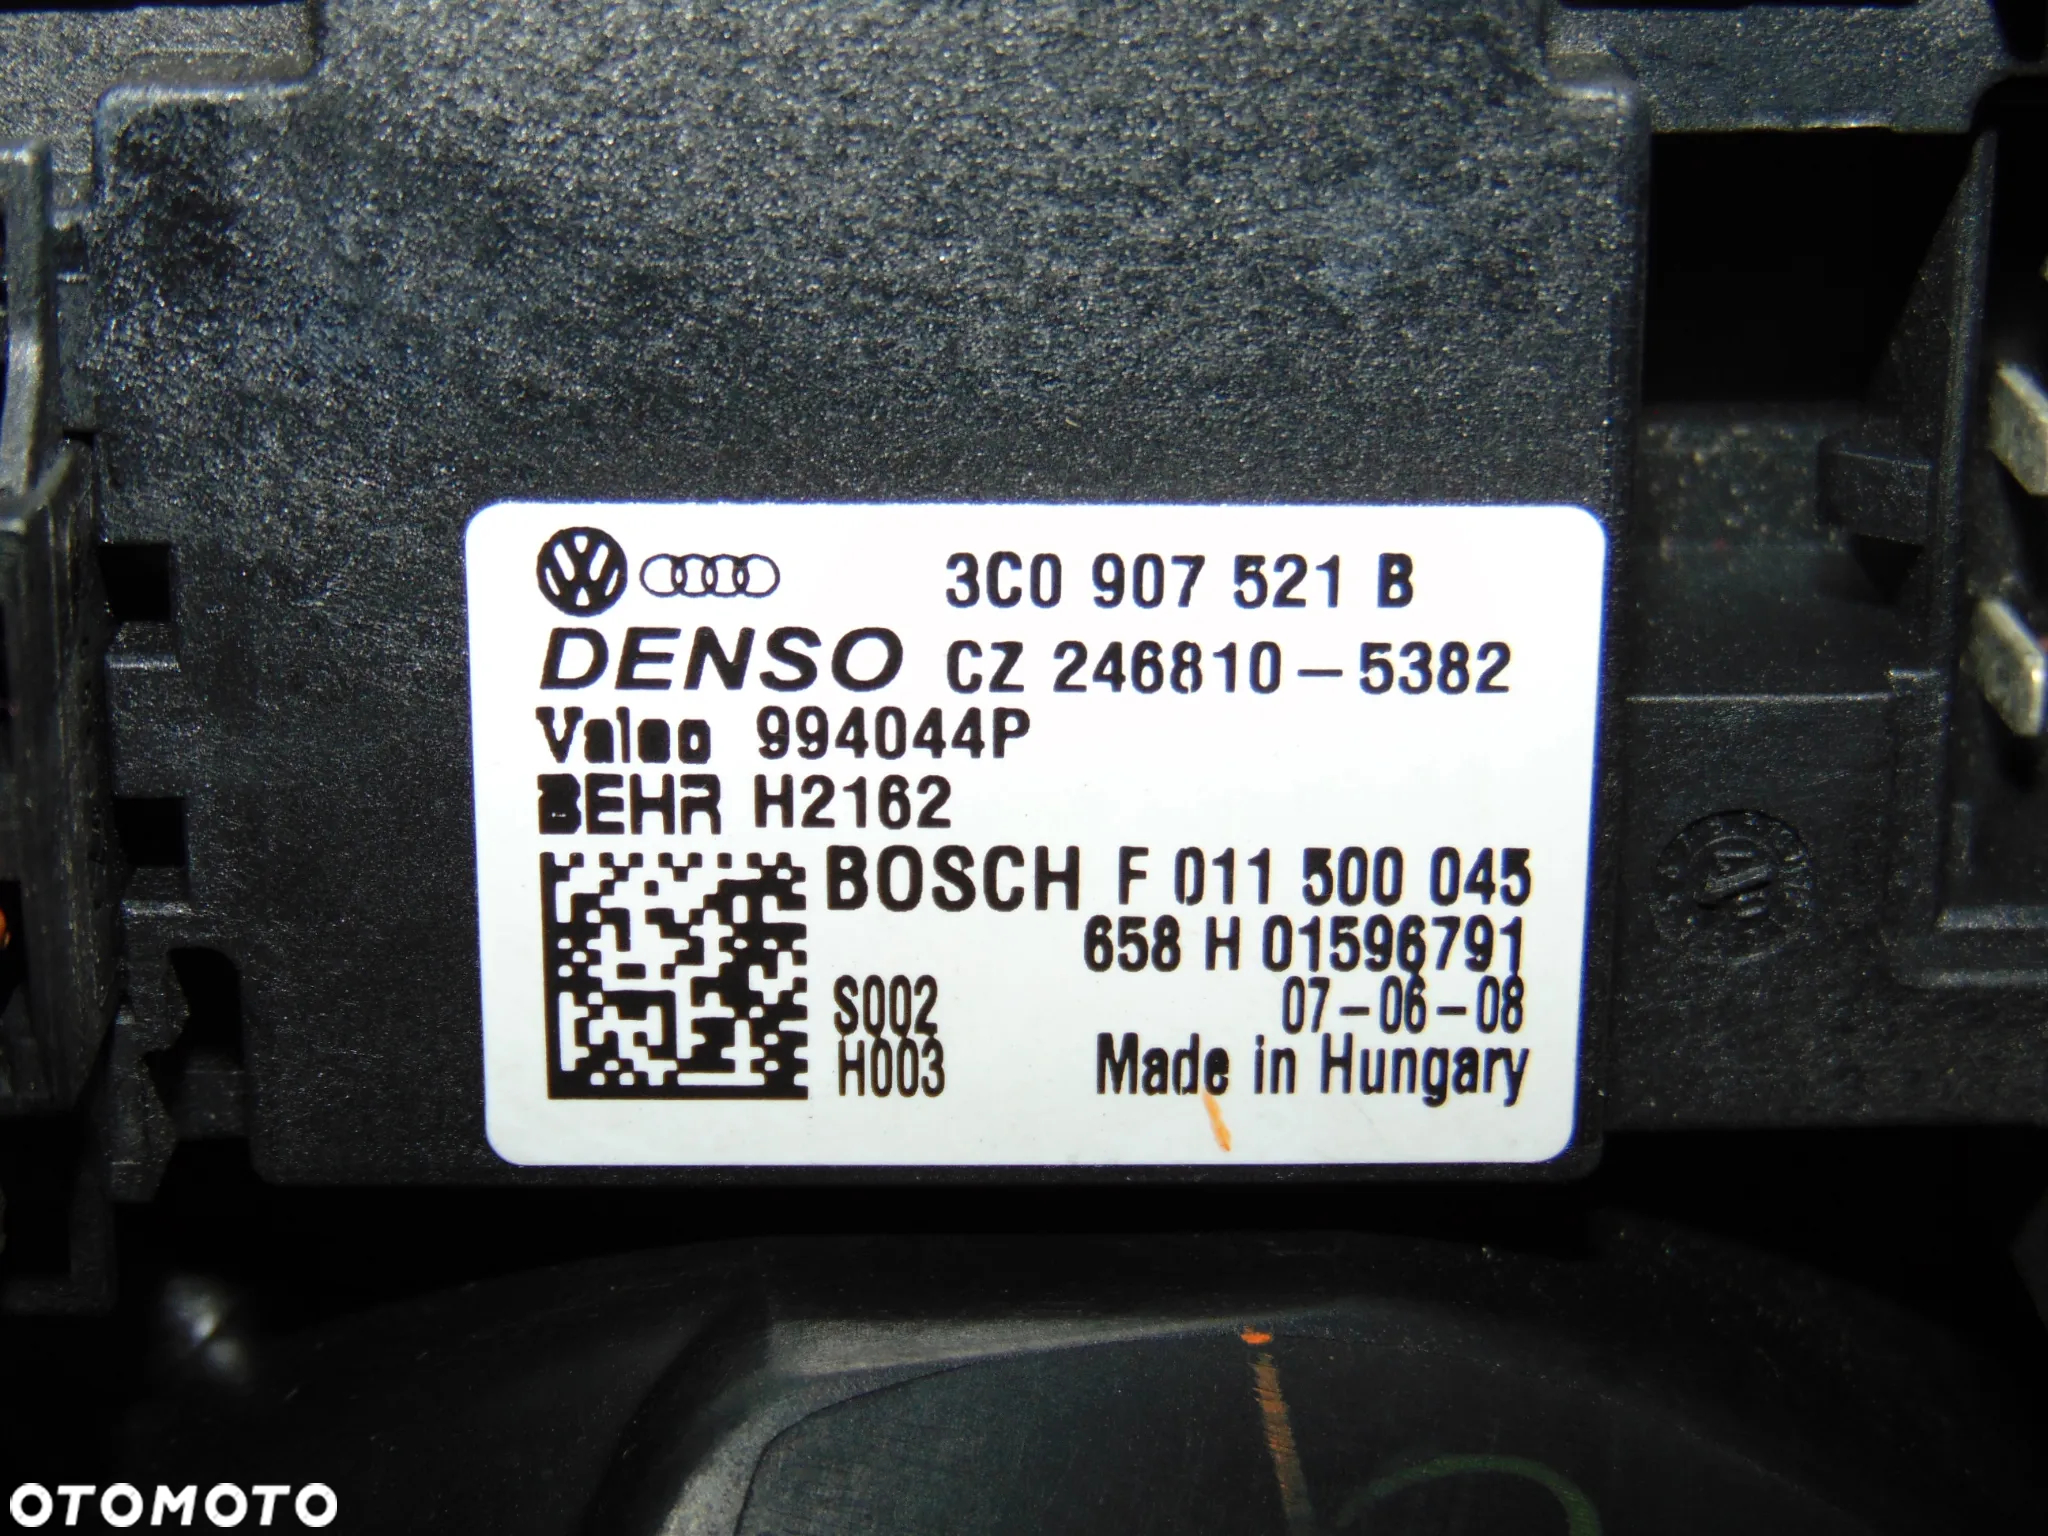 3C0 907 521 B
DENSO CZ 246810-5382
Valeo 994044P
BEHR H2162
BOSCH F 011 500 045
658 H 01596791
S002 07-06-08
H003 Made in Hungary
OTOMOTO